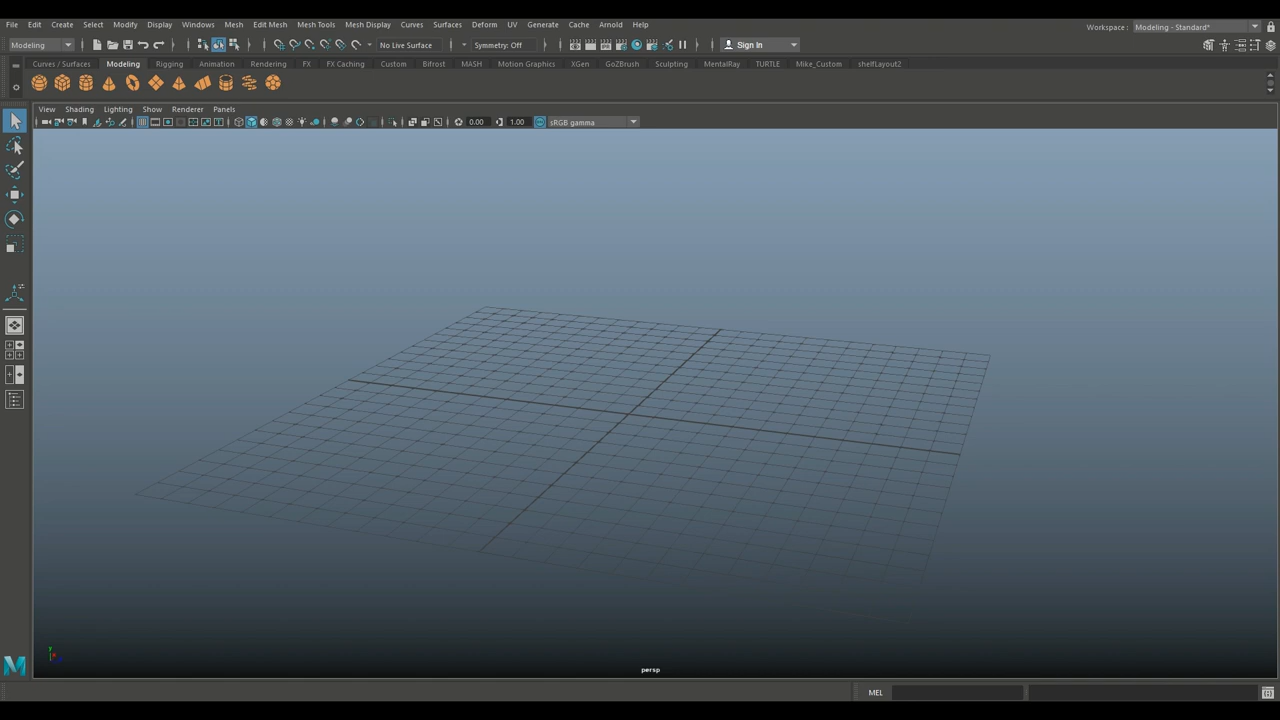 File Edit Create Select Modify Display Windows Mesh Edit Mesh Mesh Tools Mesh Display Curves Surfaces Deform UV Generate Cache Arnold Help
Workspace : Modeling - Standard*
Modeling No Live Surface Symmetry: Off Sign In
Curves / Surfaces Modeling Rigging Animation Rendering FX FX Caching Custom Bifrost MASH Motion Graphics XGen GoZBrush Sculpting MentalRay TURTLE Mike_Custom shelfLayout2
View Shading Lighting Show Renderer Panels
0.00 1.00 sRGB gamma
y
persp
MEL